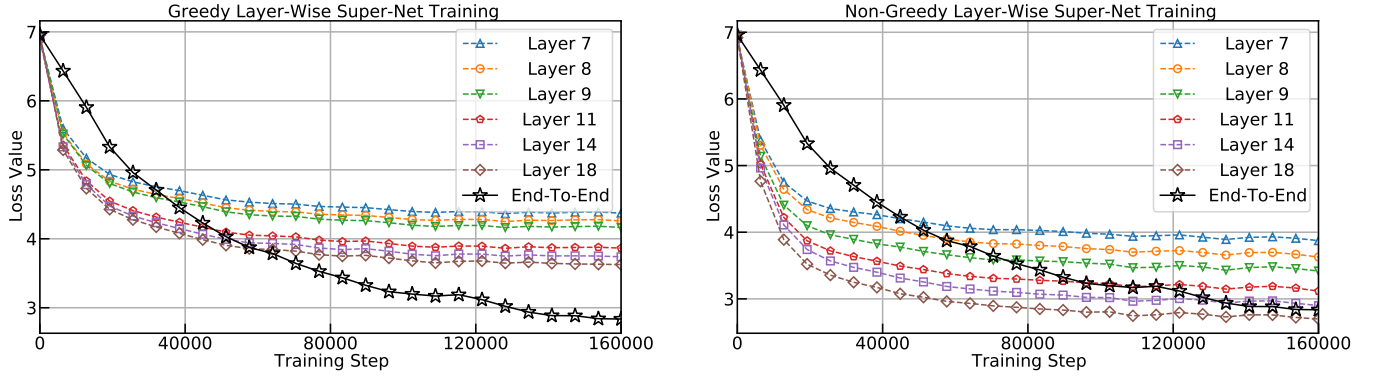 Greedy Layer-Wise Super-Net Training
7
6
5
4
3
Loss Value
Layer 7
Layer 8
Layer 9
Layer 11
Layer 14
Layer 18
End-To-End
0 40000 80000 120000 160000
Training Step
Non-Greedy Layer-Wise Super-Net Training
7
6
5
4
3
Loss Value
Layer 7
Layer 8
Layer 9
Layer 11
Layer 14
Layer 18
End-To-End
0 40000 80000 120000 160000
Training Step